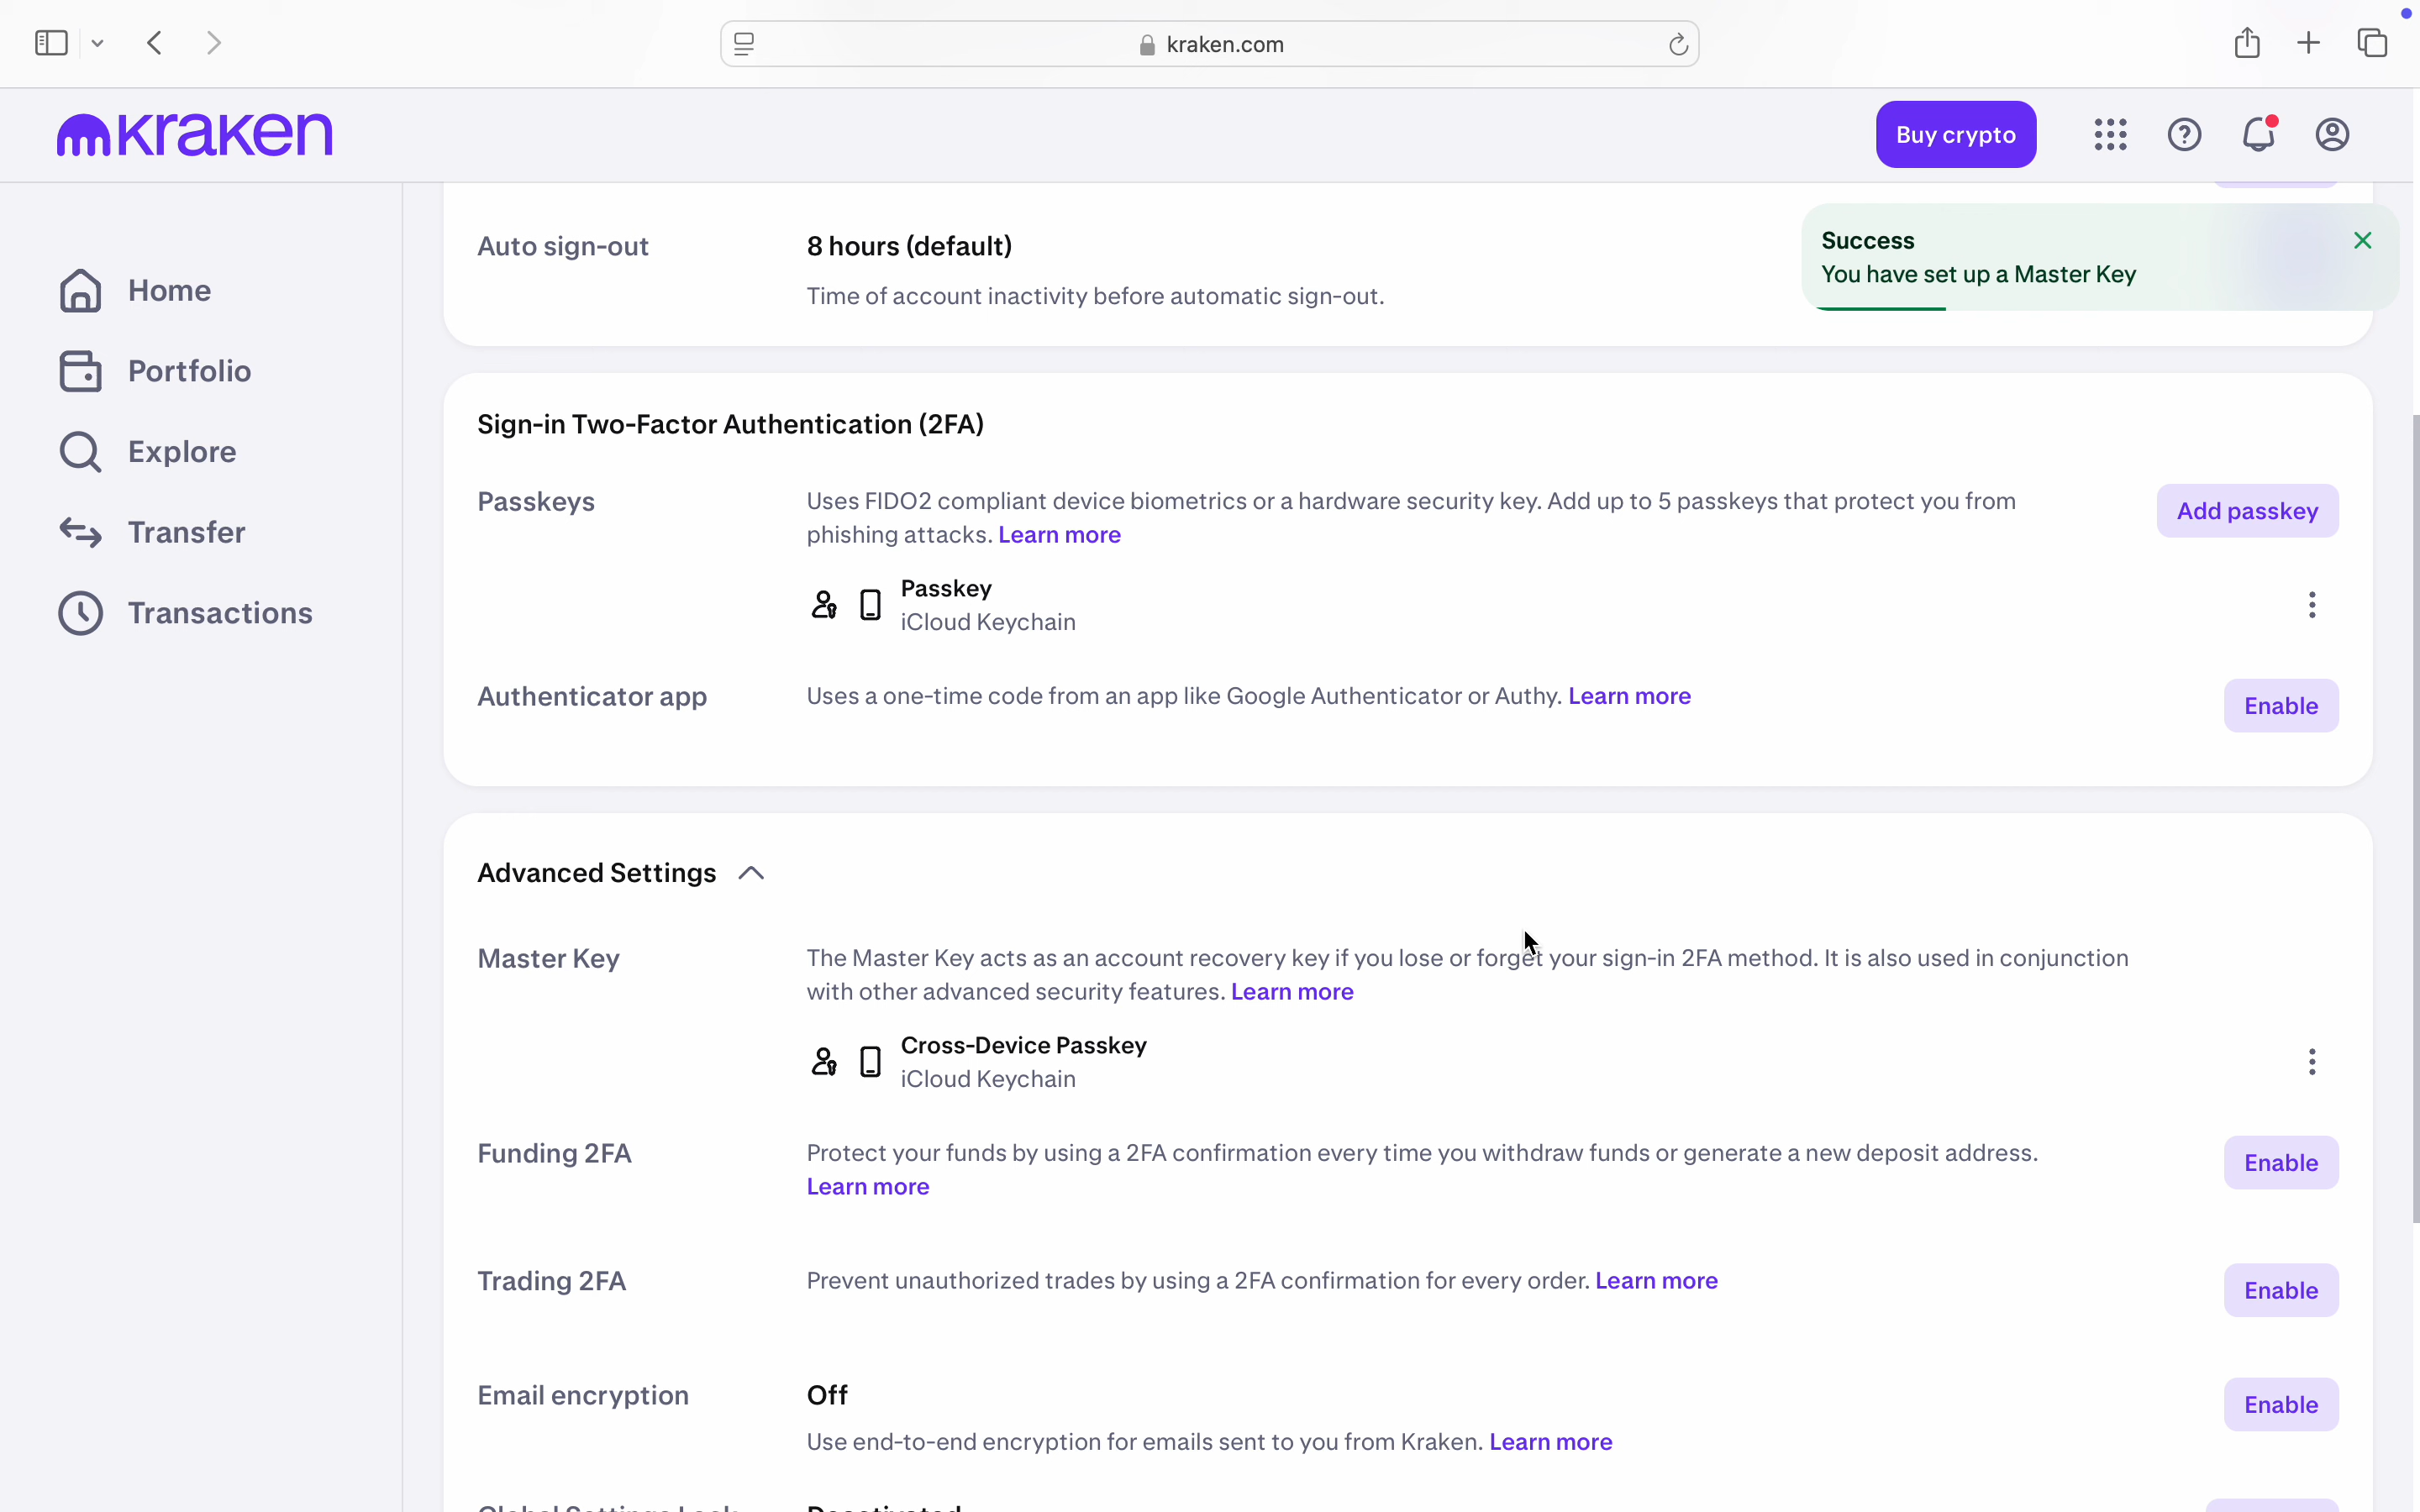 kraken.com
kraken
Buy crypto
Home
Portfolio
Explore
Transfer
Transactions
Auto sign-out
8 hours (default)
Time of account inactivity before automatic sign-out.
Success
You have set up a Master Key
Sign-in Two-Factor Authentication (2FA)
Passkeys
Uses FIDO2 compliant device biometrics or a hardware security key. Add up to 5 passkeys that protect you from
phishing attacks. Learn more
Add passkey
Passkey
iCloud Keychain
Authenticator app
Uses a one-time code from an app like Google Authenticator or Authy. Learn more
Enable
Advanced Settings
Master Key
The Master Key acts as an account recovery key if you lose or forget your sign-in 2FA method. It is also used in conjunction
with other advanced security features. Learn more
Cross-Device Passkey
iCloud Keychain
Funding 2FA
Protect your funds by using a 2FA confirmation every time you withdraw funds or generate a new deposit address.
Learn more
Enable
Trading 2FA
Prevent unauthorized trades by using a 2FA confirmation for every order. Learn more
Enable
Email encryption
Off
Use end-to-end encryption for emails sent to you from Kraken. Learn more
Enable